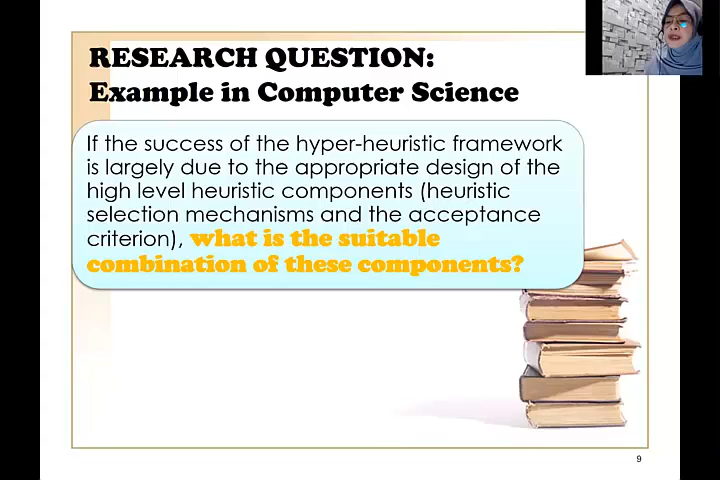 RESEARCH QUESTION:
Example in Computer Science
If the success of the hyper-heuristic framework
is largely due to the appropriate design of the
high level heuristic components (heuristic
selection mechanisms and the acceptance
criterion), what is the suitable
combination of these components?
9